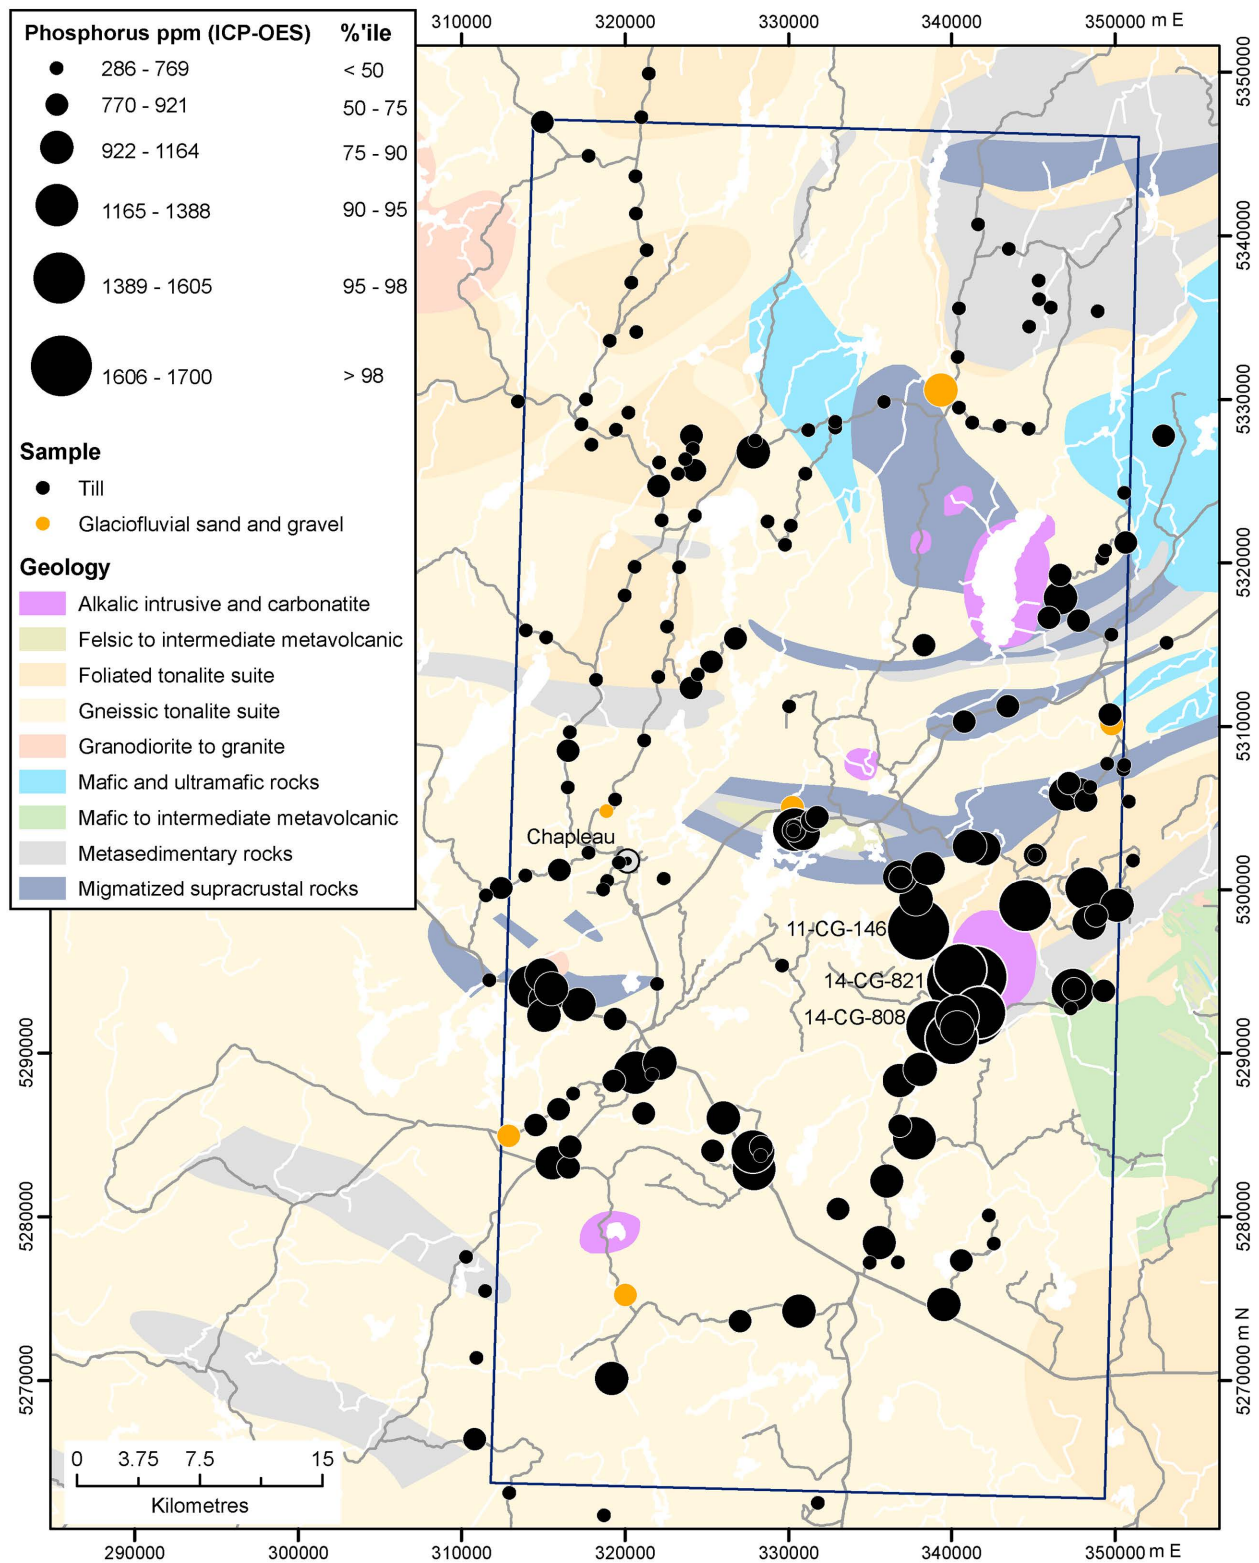 310000 320000 330000 340000 350000 m E
Phosphorus ppm (ICP-OES) %'ile
286 - 769 < 50
770 - 921 50 - 75
922 - 1164 75 - 90
1165 - 1388 90 - 95
1389 - 1605 95 - 98
1606 - 1700 > 98
Sample
Till
Glaciofluvial sand and gravel
Geology
Alkalic intrusive and carbonatite
Felsic to intermediate metavolcanic
Foliated tonalite suite
Gneissic tonalite suite
Granodiorite to granite
Mafic and ultramafic rocks
Mafic to intermediate metavolcanic
Metasedimentary rocks
Migmatized supracrustal rocks
5350000
5340000
5330000
5320000
5310000
5300000
5290000
5280000
5270000 m N
Chapleau
11-CG-146
14-CG-821
14-CG-808
5290000
5280000
5270000
0 3.75 7.5 15
Kilometres
290000 300000 310000 320000 330000 340000 350000 m E